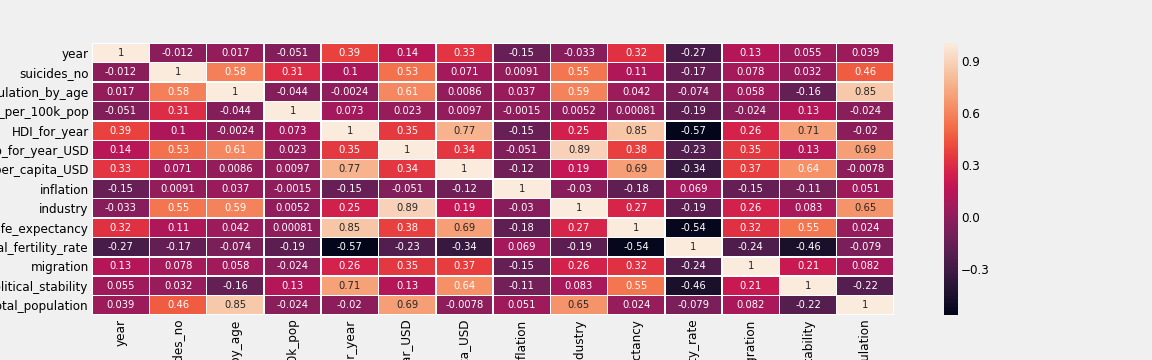 year 1 -0.012 0.017 -0.051 0.39 0.14 0.33 -0.15 -0.033 0.32 -0.27 0.13 0.055 0.039
suicides_no -0.012 1 0.58 0.31 0.1 0.53 0.071 0.0091 0.55 0.11 -0.17 0.078 0.032 0.46
ulation_by_age 0.017 0.58 1 -0.044 -0.0024 0.61 0.0086 0.037 0.59 0.042 -0.074 0.058 -0.16 0.85
_per_100k_pop -0.051 0.31 -0.044 1 0.073 0.023 0.0097 -0.0015 0.0052 0.00081 -0.19 -0.024 0.13 -0.024
HDI_for_year 0.39 0.1 -0.0024 0.073 1 0.35 0.77 -0.15 0.25 0.85 -0.57 0.26 0.71 -0.02
_for_year_USD 0.14 0.53 0.61 0.023 0.35 1 0.34 -0.051 0.89 0.38 -0.23 0.35 0.13 0.69
er_capita_USD 0.33 0.071 0.0086 0.0097 0.77 0.34 1 -0.12 0.19 0.69 -0.34 0.37 0.64 -0.0078
inflation -0.15 0.0091 0.037 -0.0015 -0.15 -0.051 -0.12 1 -0.03 -0.18 0.069 -0.15 -0.11 0.051
industry -0.033 0.55 0.59 0.0052 0.25 0.89 0.19 -0.03 1 0.27 -0.19 0.26 0.083 0.65
fe_expectancy 0.32 0.11 0.042 0.00081 0.85 0.38 0.69 -0.18 0.27 1 -0.54 0.32 0.55 0.024
al_fertility_rate -0.27 -0.17 -0.074 -0.19 -0.57 -0.23 -0.34 0.069 -0.19 -0.54 1 -0.24 -0.46 -0.079
migration 0.13 0.078 0.058 -0.024 0.26 0.35 0.37 -0.15 0.26 0.32 -0.24 1 0.21 0.082
litical_stability 0.055 0.032 -0.16 0.13 0.71 0.13 0.64 -0.11 0.083 0.55 -0.46 0.21 1 -0.22
otal_population 0.039 0.46 0.85 -0.024 -0.02 0.69 -0.0078 0.051 0.65 0.024 -0.079 0.082 -0.22 1
year
des_no
by_age
0k_pop
r_year
ar_USD
a_USD
flation
dustry
ctancy
y_rate
gration
ability
ulation
0.9
0.6
0.3
0.0
−0.3